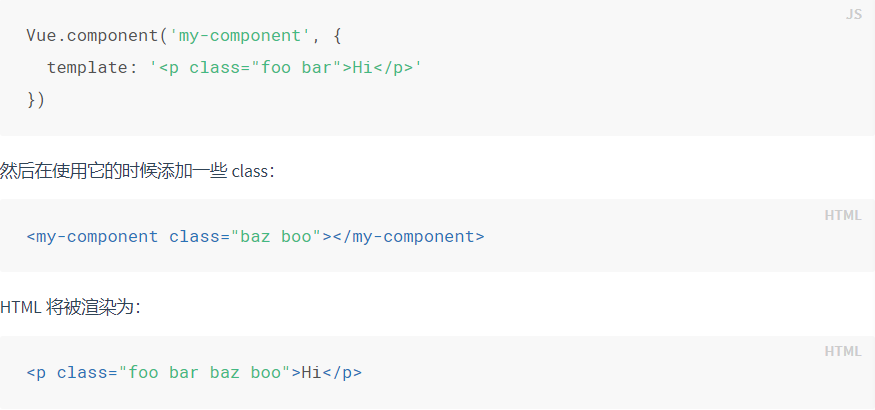 JS
Vue.component('my-component', {
  template: '<p class="foo bar">Hi</p>'
})
然后在使用它的时候添加一些 class：
HTML
<my-component class="baz boo"></my-component>
HTML 将被渲染为：
HTML
<p class="foo bar baz boo">Hi</p>